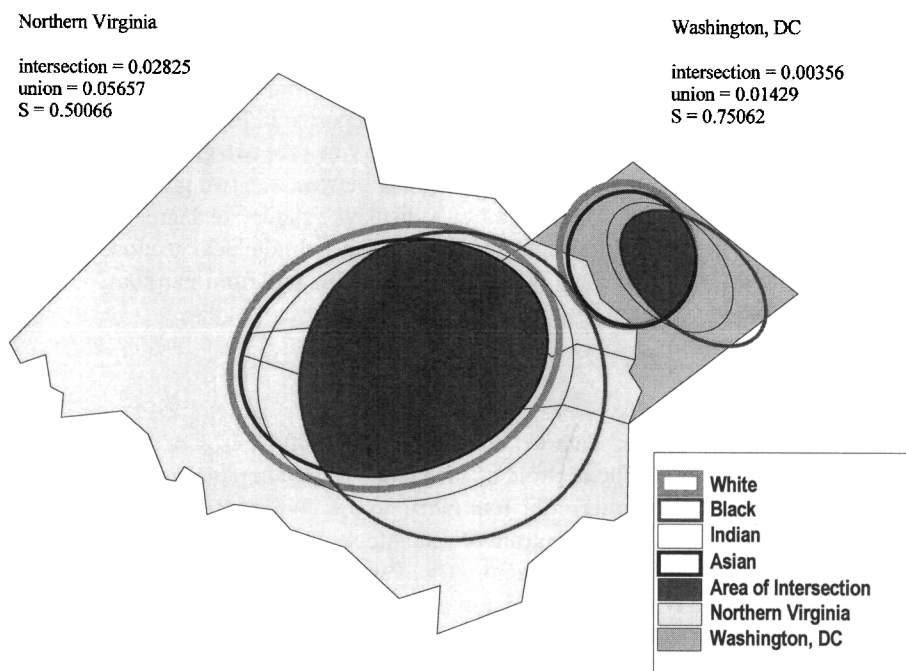 Northern Virginia
intersection = 0.02825
union = 0.05657
S = 0.50066
Washington, DC
intersection = 0.00356
union = 0.01429
S = 0.75062
White
Black
Indian
Asian
Area of Intersection
Northern Virginia
Washington, DC